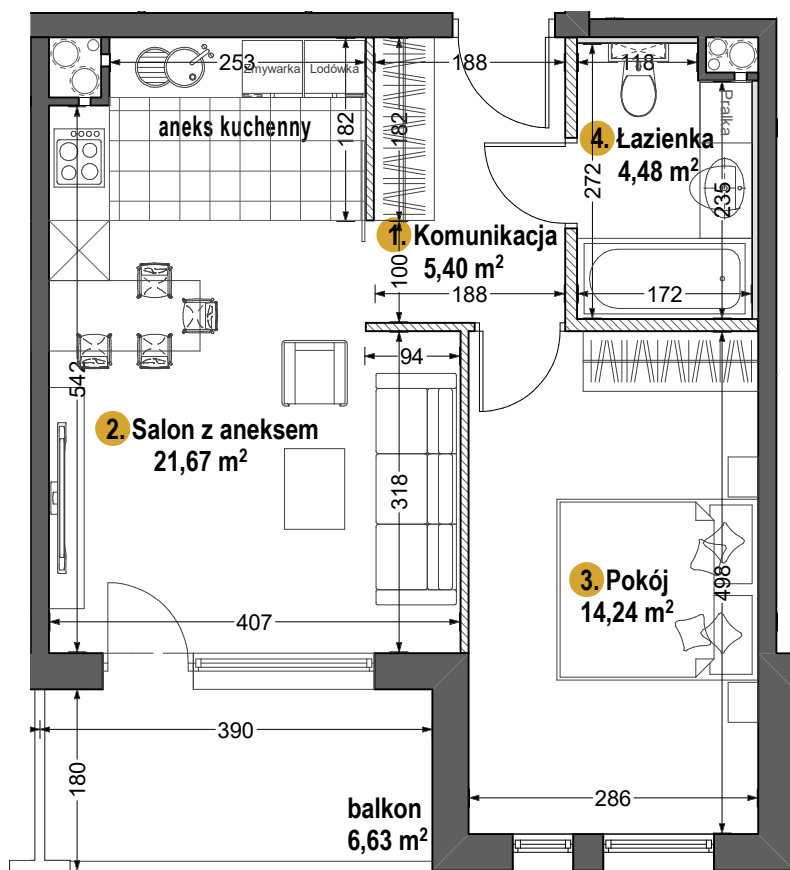 253
188
118
Zmywarka
Lodówka
Pralka
aneks kuchenny
182
182
4. Łazienka
4,48 m²
272
235
1. Komunikacja
5,40 m²
100
188
172
94
542
2. Salon z aneksem
21,67 m²
318
498
3. Pokój
14,24 m²
407
390
180
286
balkon
6,63 m²